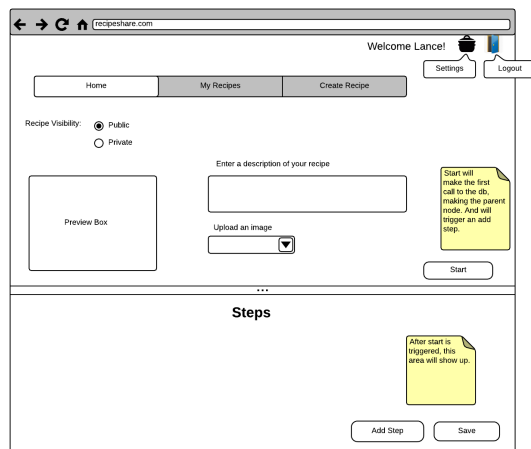 recipeshare.com
Welcome Lance!
Settings
Logout
Home
My Recipes
Create Recipe
Recipe Visibility:
Public
Private
Enter a description of your recipe
Preview Box
Upload an image
Start will
make the first
call to the db,
making the parent
node. And will
trigger an add
step.
Start
Steps
After start is
triggered, this
area will show up.
Add Step
Save